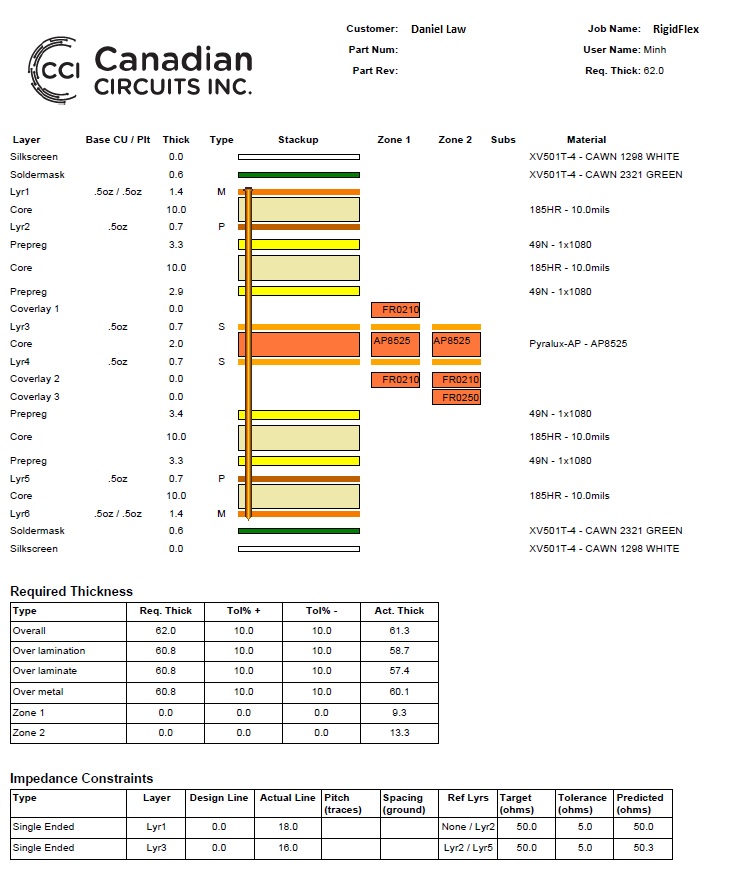 Customer: Daniel Law Job Name: RigidFlex
Part Num: User Name: Minh
Part Rev: Req. Thick: 62.0
CCI Canadian
CIRCUITS INC.
Layer Base CU / Plt Thick Type Stackup Zone 1 Zone 2 Subs Material
Silkscreen 0.0 XV501T-4 - CAWN 1298 WHITE
Soldermask 0.6 XV501T-4 - CAWN 2321 GREEN
Lyr1 .5oz / .5oz 1.4 M
Core 10.0 185HR - 10.0mils
Lyr2 .5oz 0.7 P
Prepreg 3.3 49N - 1x1080
Core 10.0 185HR - 10.0mils
Prepreg 2.9 49N - 1x1080
Coverlay 1 0.0 FR0210
Lyr3 .5oz 0.7 S
Core 2.0 AP8525 AP8525 Pyralux-AP - AP8525
Lyr4 .5oz 0.7 S
Coverlay 2 0.0 FR0210 FR0210
Coverlay 3 0.0 FR0250
Prepreg 3.4 49N - 1x1080
Core 10.0 185HR - 10.0mils
Prepreg 3.3 49N - 1x1080
Lyr5 .5oz 0.7 P
Core 10.0 185HR - 10.0mils
Lyr6 .5oz / .5oz 1.4 M
Soldermask 0.6 XV501T-4 - CAWN 2321 GREEN
Silkscreen 0.0 XV501T-4 - CAWN 1298 WHITE
Required Thickness
Type Req. Thick Tol% + Tol% - Act. Thick
Overall 62.0 10.0 10.0 61.3
Over lamination 60.8 10.0 10.0 58.7
Over laminate 60.8 10.0 10.0 57.4
Over metal 60.8 10.0 10.0 60.1
Zone 1 0.0 0.0 0.0 9.3
Zone 2 0.0 0.0 0.0 13.3
Impedance Constraints
Type Layer Design Line Actual Line Pitch (traces) Spacing (ground) Ref Lyrs Target (ohms) Tolerance (ohms) Predicted (ohms)
Single Ended Lyr1 0.0 18.0 None / Lyr2 50.0 5.0 50.0
Single Ended Lyr3 0.0 16.0 Lyr2 / Lyr5 50.0 5.0 50.3